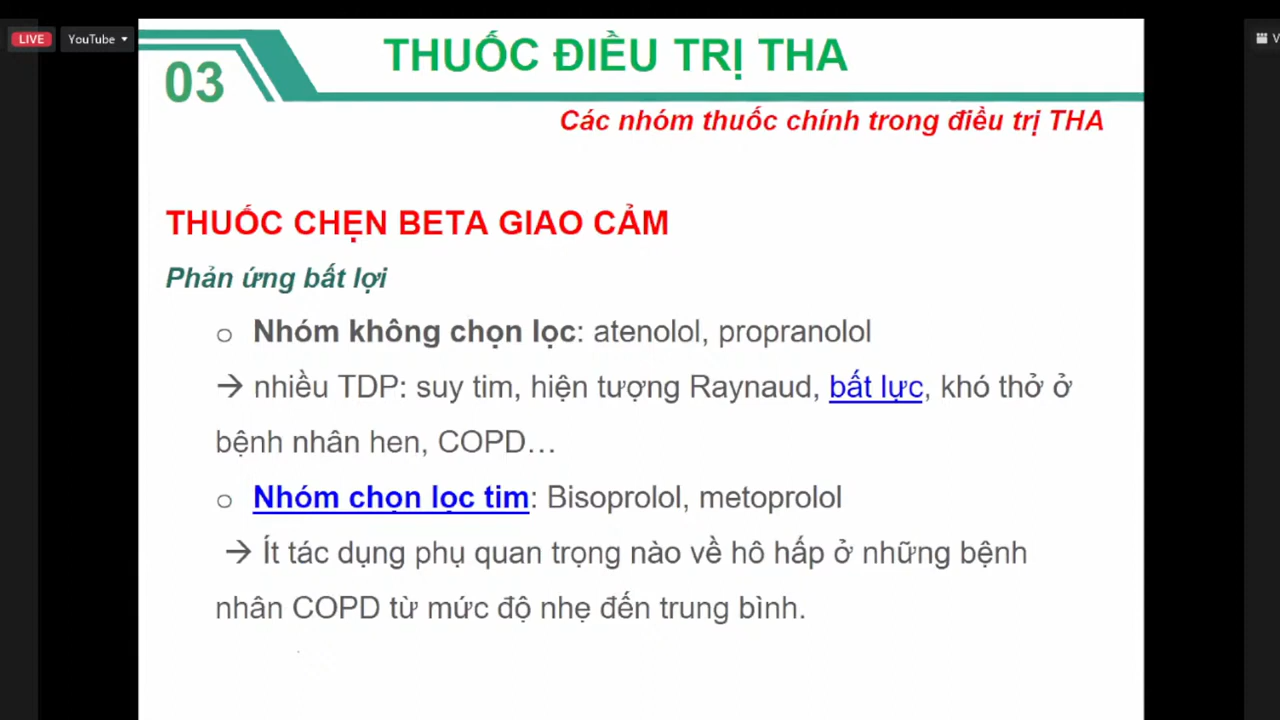 LIVE
YouTube
V
03
THUỐC ĐIỀU TRỊ THA
Các nhóm thuốc chính trong điều trị THA
THUỐC CHẸN BETA GIAO CẢM
Phản ứng bất lợi
o Nhóm không chọn lọc: atenolol, propranolol
→ nhiều TDP: suy tim, hiện tượng Raynaud, bất lực, khó thở ở
bệnh nhân hen, COPD…
o Nhóm chọn lọc tim: Bisoprolol, metoprolol
→ Ít tác dụng phụ quan trọng nào về hô hấp ở những bệnh
nhân COPD từ mức độ nhẹ đến trung bình.